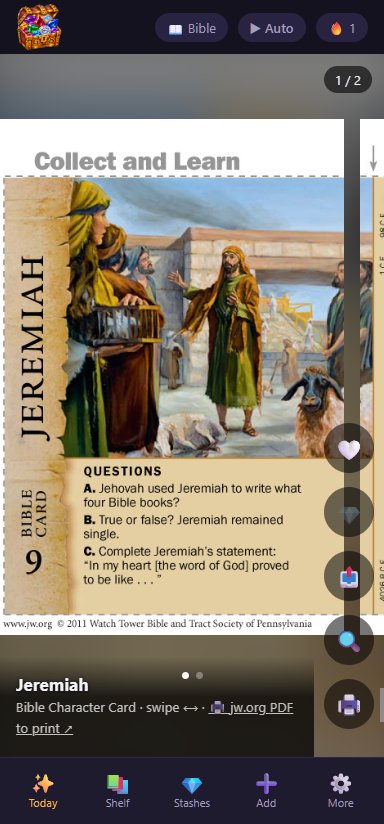 Bible
Auto
1
1 / 2
Collect and Learn
JEREMIAH
BIBLE
CARD
9
QUESTIONS
A. Jehovah used Jeremiah to write what
four Bible books?
B. True or false? Jeremiah remained
single.
C. Complete Jeremiah's statement:
“In my heart [the word of God] proved
to be like . . . ”
www.jw.org © 2011 Watch Tower Bible and Tract Society of Pennsylvania
Jeremiah
Bible Character Card · swipe ↔ · jw.org PDF
to print ↗
Today
Shelf
Stashes
Add
More